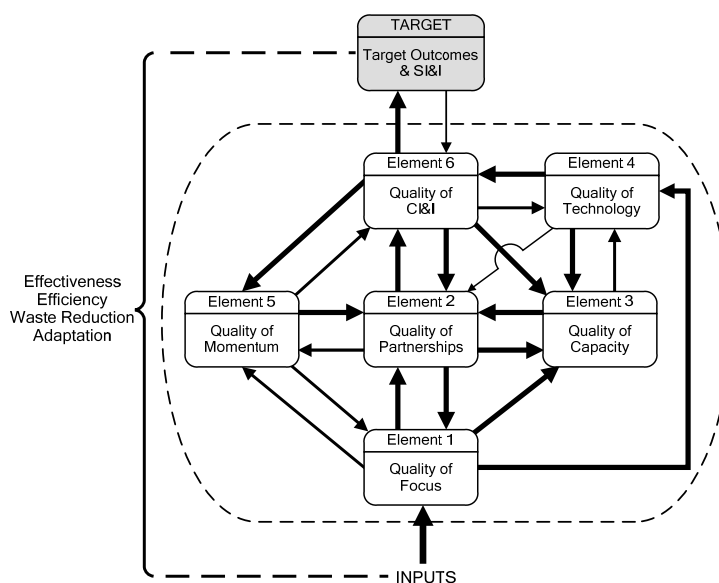 TARGET
Target Outcomes
& SI&I
Element 6
Quality of
CI&I
Element 4
Quality of
Technology
Effectiveness
Efficiency
Waste Reduction
Adaptation
Element 5
Quality of
Momentum
Element 2
Quality of
Partnerships
Element 3
Quality of
Capacity
Element 1
Quality of
Focus
INPUTS